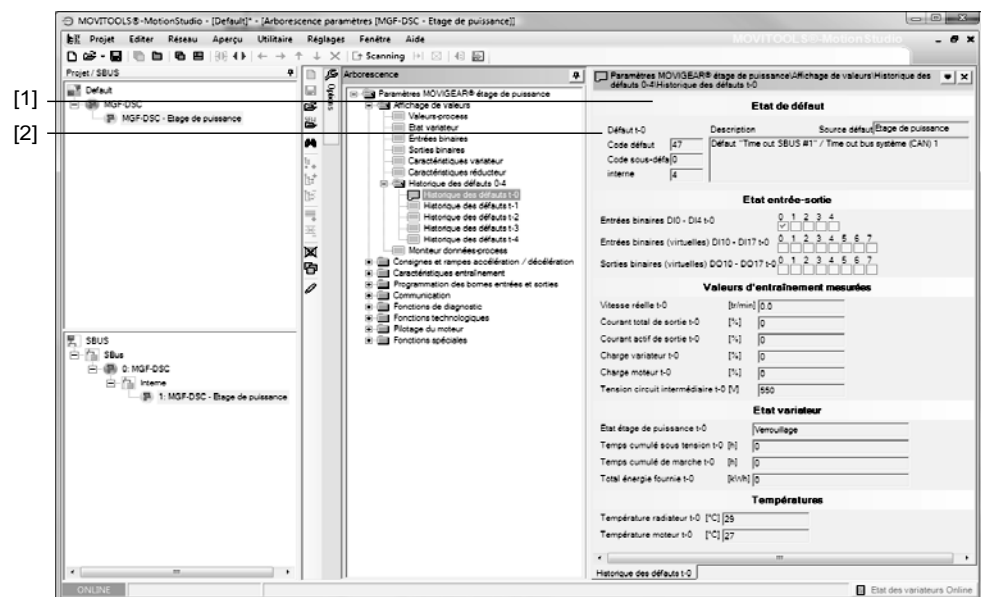 MOVITOOLS®-MotionStudio - [Default]* - [Arborescence paramètres [MGF-DSC - Etage de puissance]]
Projet Editer Réseau Aperçu Utilitaire Réglages Fenêtre Aide
MOVITOOLS®-MotionStudio
Scanning
Projet / SBUS
Default
MGF-DSC
MGF-DSC - Etage de puissance
SBUS
SBus
0: MGF-DSC
Interne
1: MGF-DSC - Etage de puissance
Options
Arborescence
Paramètres MOVIGEAR® étage de puissance
Affichage de valeurs
Valeurs-process
Etat variateur
Entrées binaires
Sorties binaires
Caractéristiques variateur
Caractéristiques réducteur
Historique des défauts 0-4
Historique des défauts t-0
Historique des défauts t-1
Historique des défauts t-2
Historique des défauts t-3
Historique des défauts t-4
Moniteur données-process
Consignes et rampes accélération / décélération
Caractéristiques entraînement
Programmation des bornes entrées et sorties
Communication
Fonctions de diagnostic
Fonctions technologiques
Pilotage du moteur
Fonctions spéciales
[1]
[2]
Paramètres MOVIGEAR® étage de puissance\Affichage de valeurs\Historique des
défauts 0-4\Historique des défauts t-0
Etat de défaut
Défaut t-0 Description Source défaut Etage de puissance
Code défaut 47 Défaut "Time out SBUS #1" / Time out bus système (CAN) 1
Code sous-défa 0
interne 4
Etat entrée-sortie
0 1 2 3 4
Entrées binaires DI0 - DI4 t-0
0 1 2 3 4 5 6 7
Entrées binaires (virtuelles) DI10 - DI17 t-0
0 1 2 3 4 5 6 7
Sorties binaires (virtuelles) DO10 - DO17 t-0
Valeurs d'entraînement mesurées
Vitesse réelle t-0 [tr/min] 0.0
Courant total de sortie t-0 [%] 0
Courant actif de sortie t-0 [%] 0
Charge variateur t-0 [%] 0
Charge moteur t-0 [%] 0
Tension circuit intermédiaire t-0 [V] 550
Etat variateur
Etat étage de puissance t-0 Verrouillage
Temps cumulé sous tension t-0 [h] 0
Temps cumulé de marche t-0 [h] 0
Total énergie fournie t-0 [kWh] 0
Températures
Température radiateur t-0 [°C] 29
Température moteur t-0 [°C] 27
Historique des défauts t-0
ONLINE
Etat des variateurs Online